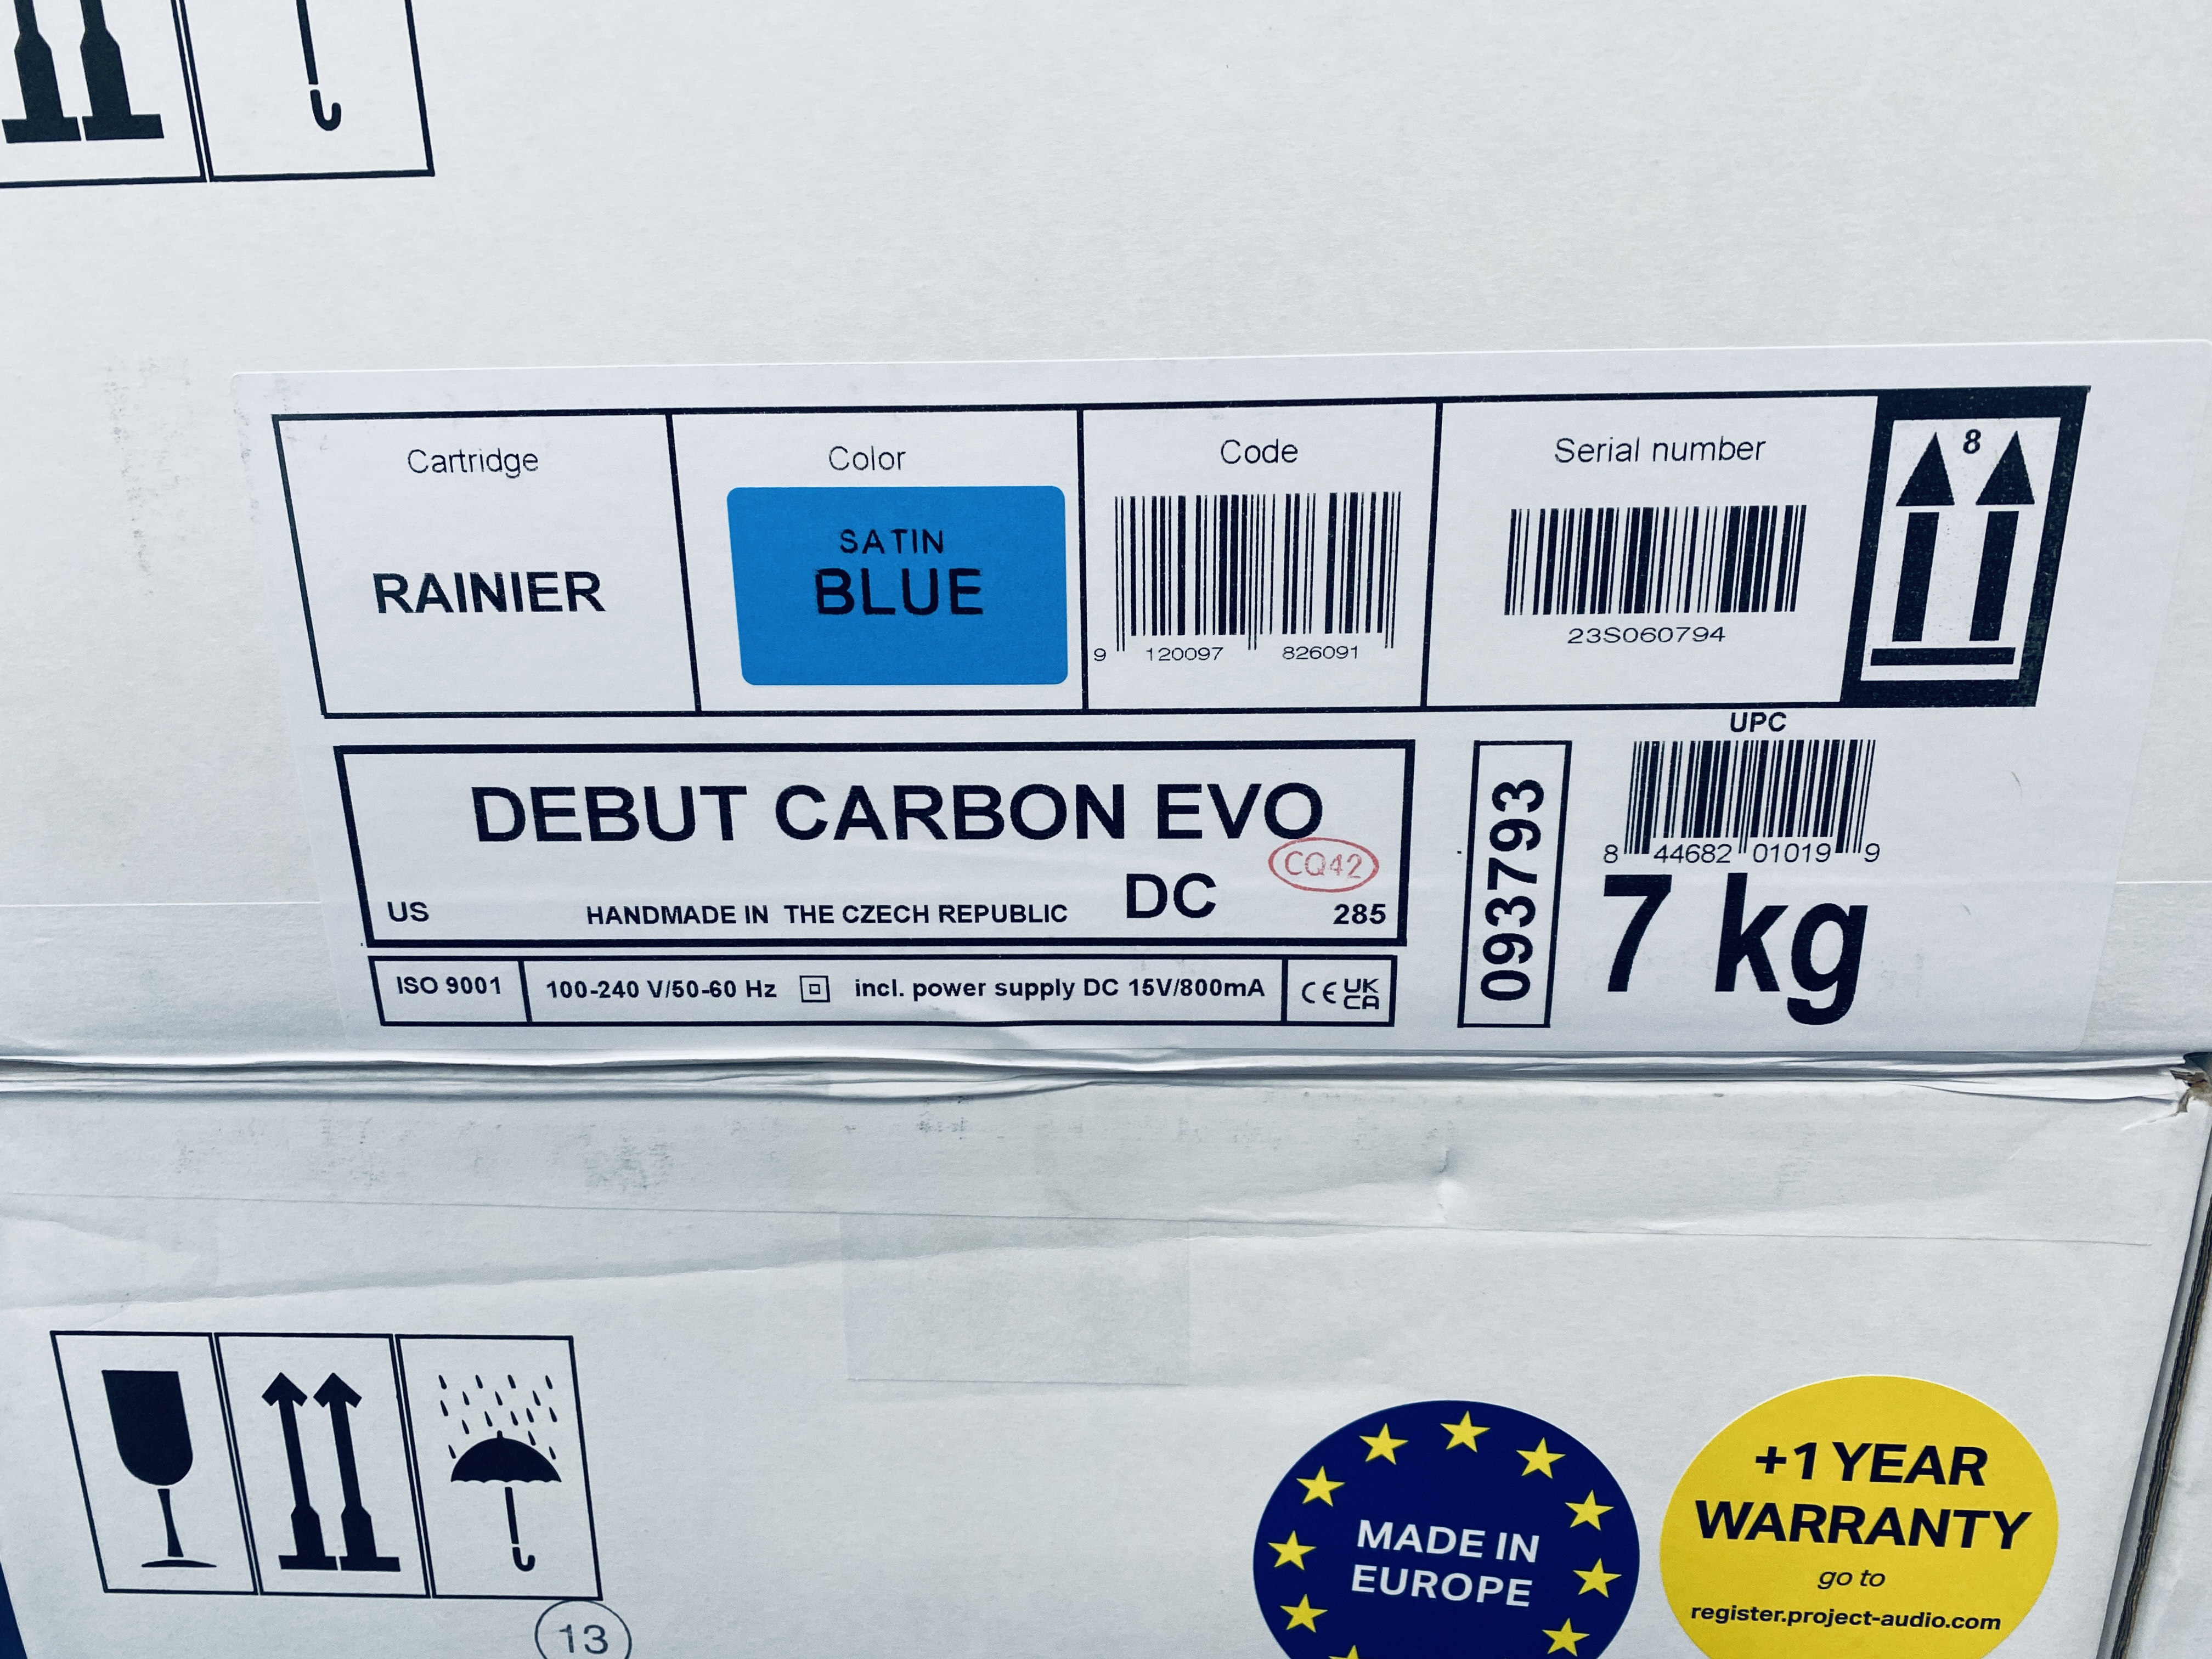 Cartridge
RAINIER
Color
SATIN
BLUE
Code
9 120097 826091
Serial number
23S060794
8
DEBUT CARBON EVO
CQ42
US
HANDMADE IN THE CZECH REPUBLIC
DC
285
ISO 9001
100-240 V/50-60 Hz
incl. power supply DC 15V/800mA
CE UK
CA
093793
UPC
8 44682 01019 9
7 kg
13
MADE IN
EUROPE
+1 YEAR
WARRANTY
go to
register.project-audio.com